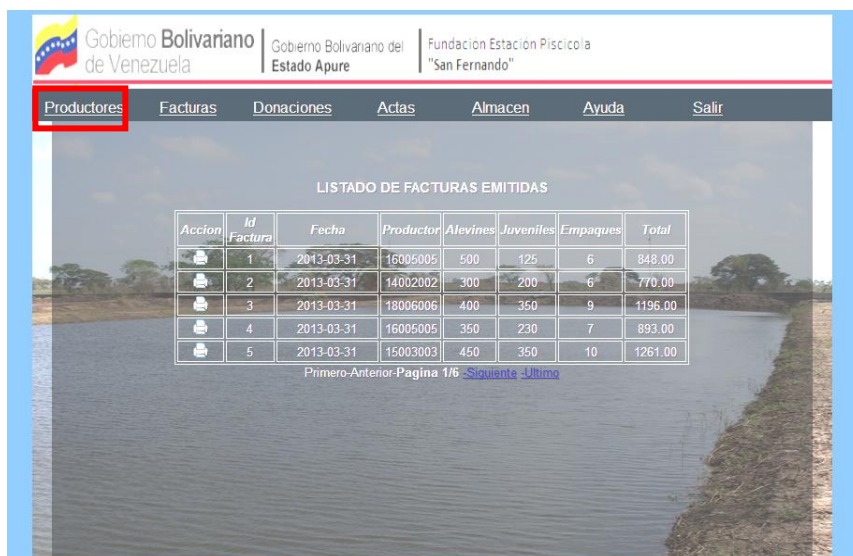 Gobierno Bolivariano de Venezuela
Gobierno Bolivariano del Estado Apure
Fundación Estación Piscicola "San Fernando"
Productores Facturas Donaciones Actas Almacen Ayuda Salir
LISTADO DE FACTURAS EMITIDAS
Accion Id Factura Fecha Productor Alevines Juveniles Empaques Total
1 2013-03-31 16005005 500 125 6 848.00
2 2013-03-31 14002002 300 200 6 770.00
3 2013-03-31 18006006 400 350 9 1196.00
4 2013-03-31 16005005 350 230 7 893.00
5 2013-03-31 15003003 450 350 10 1261.00
Primero-Anterior-Pagina 1/6 -Siguiente -Ultimo